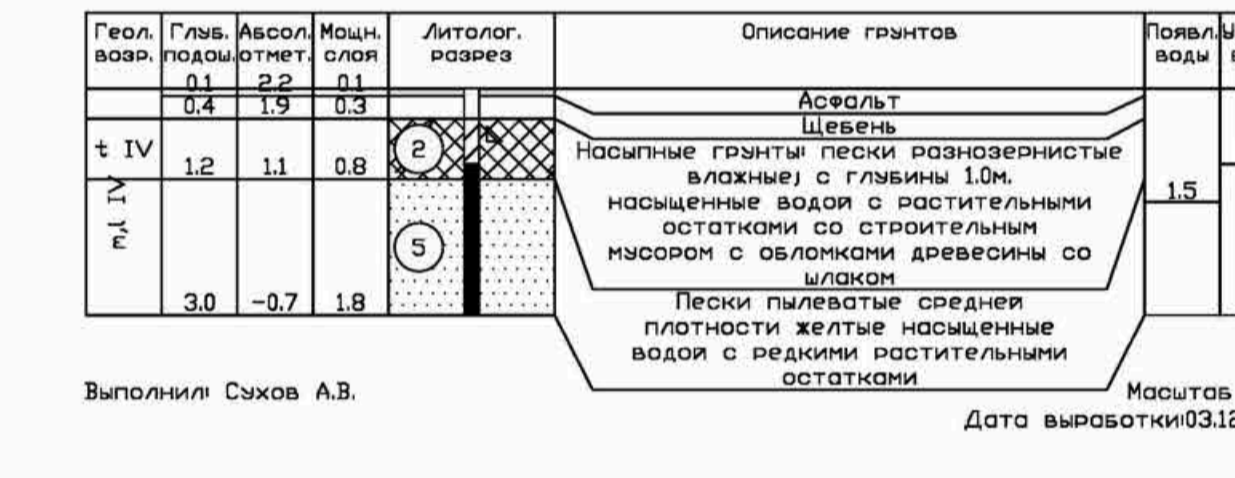 Геол. возр.
Глуб. подош.
Абсол. отмет.
Мощн. слоя
Литолог. разрез
Описание грунтов
Появл. воды
0.1 2.2 0.1
Асфальт
0.4 1.9 0.3
Щебень
t IV
1.2 1.1 0.8
2
Насыпные грунты: пески разнозернистые
влажные; с глубины 1.0м.
насыщенные водой с растительными
остатками со строительным
мусором с обломками древесины со
шлаком
1.5
m,l IV
3.0 -0.7 1.8
5
Пески пылеватые средней
плотности желтые насыщенные
водой с редкими растительными
остатками
Выполнил: Сухов А.В.
Масштаб
Дата выработки:03.12